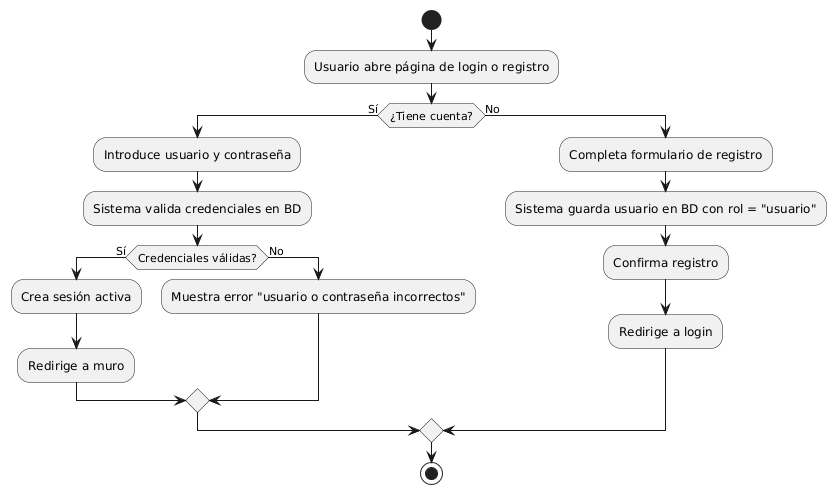 Usuario abre página de login o registro
¿Tiene cuenta?
Sí
No
Introduce usuario y contraseña
Sistema valida credenciales en BD
Credenciales válidas?
Sí
No
Crea sesión activa
Muestra error "usuario o contraseña incorrectos"
Redirige a muro
Completa formulario de registro
Sistema guarda usuario en BD con rol = "usuario"
Confirma registro
Redirige a login